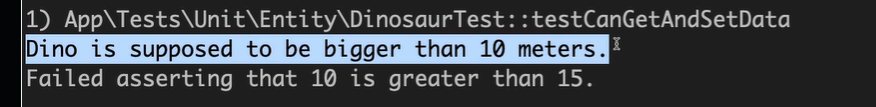 1) App\Tests\Unit\Entity\DinosaurTest::testCanGetAndSetData
Dino is supposed to be bigger than 10 meters.
Failed asserting that 10 is greater than 15.